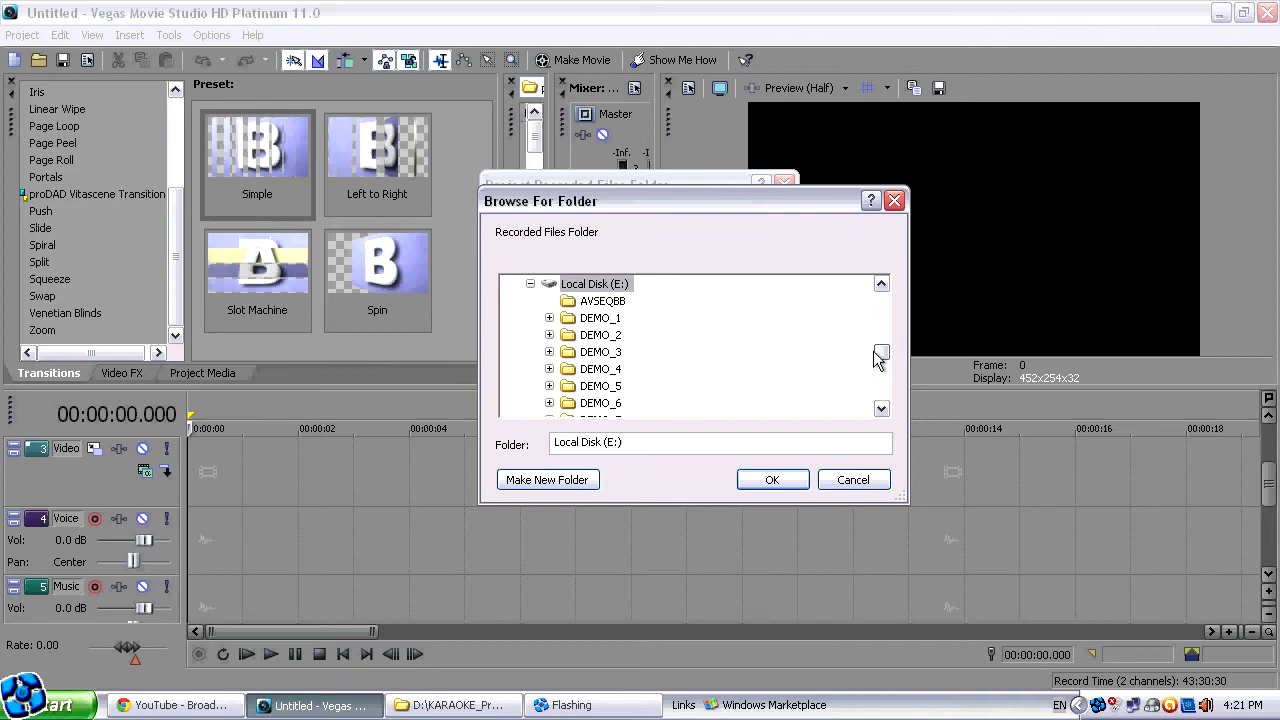 Untitled - Vegas Movie Studio HD Platinum 11.0
Project Edit View Insert Tools Options Help
Make Movie Show Me How
Iris
Linear Wipe
Page Loop
Page Peel
Page Roll
Portals
proDAD Mercalli Transition
Push
Slide
Spiral
Split
Squeeze
Swap
Venetian Blinds
Zoom
Preset:
Simple
Left to Right
Slot Machine
Spin
Transitions Video FX Project Media
Mixer:...
Master
-Inf.
Preview (Half)
Frame: 0
Display: 452x254x32
Browse For Folder
Recorded Files Folder
Local Disk (E:)
AVSEQBB
DEMO_1
DEMO_2
DEMO_3
DEMO_4
DEMO_5
DEMO_6
Folder: Local Disk (E:)
Make New Folder OK Cancel
00:00:00.000
0:00:00 00:00:02 00:00:04 00:00:14 00:00:16 00:00:18
3 Video
4 Voice
Vol: 0.0 dB
Pan: Center
5 Music
Vol: 0.0 dB
Rate: 0.00
00:00:00.000
Record Time (2 channels): 43:30:30
start YouTube - Broad... Untitled - Vegas ... Flashing Links Windows Marketplace EN 4:21 PM